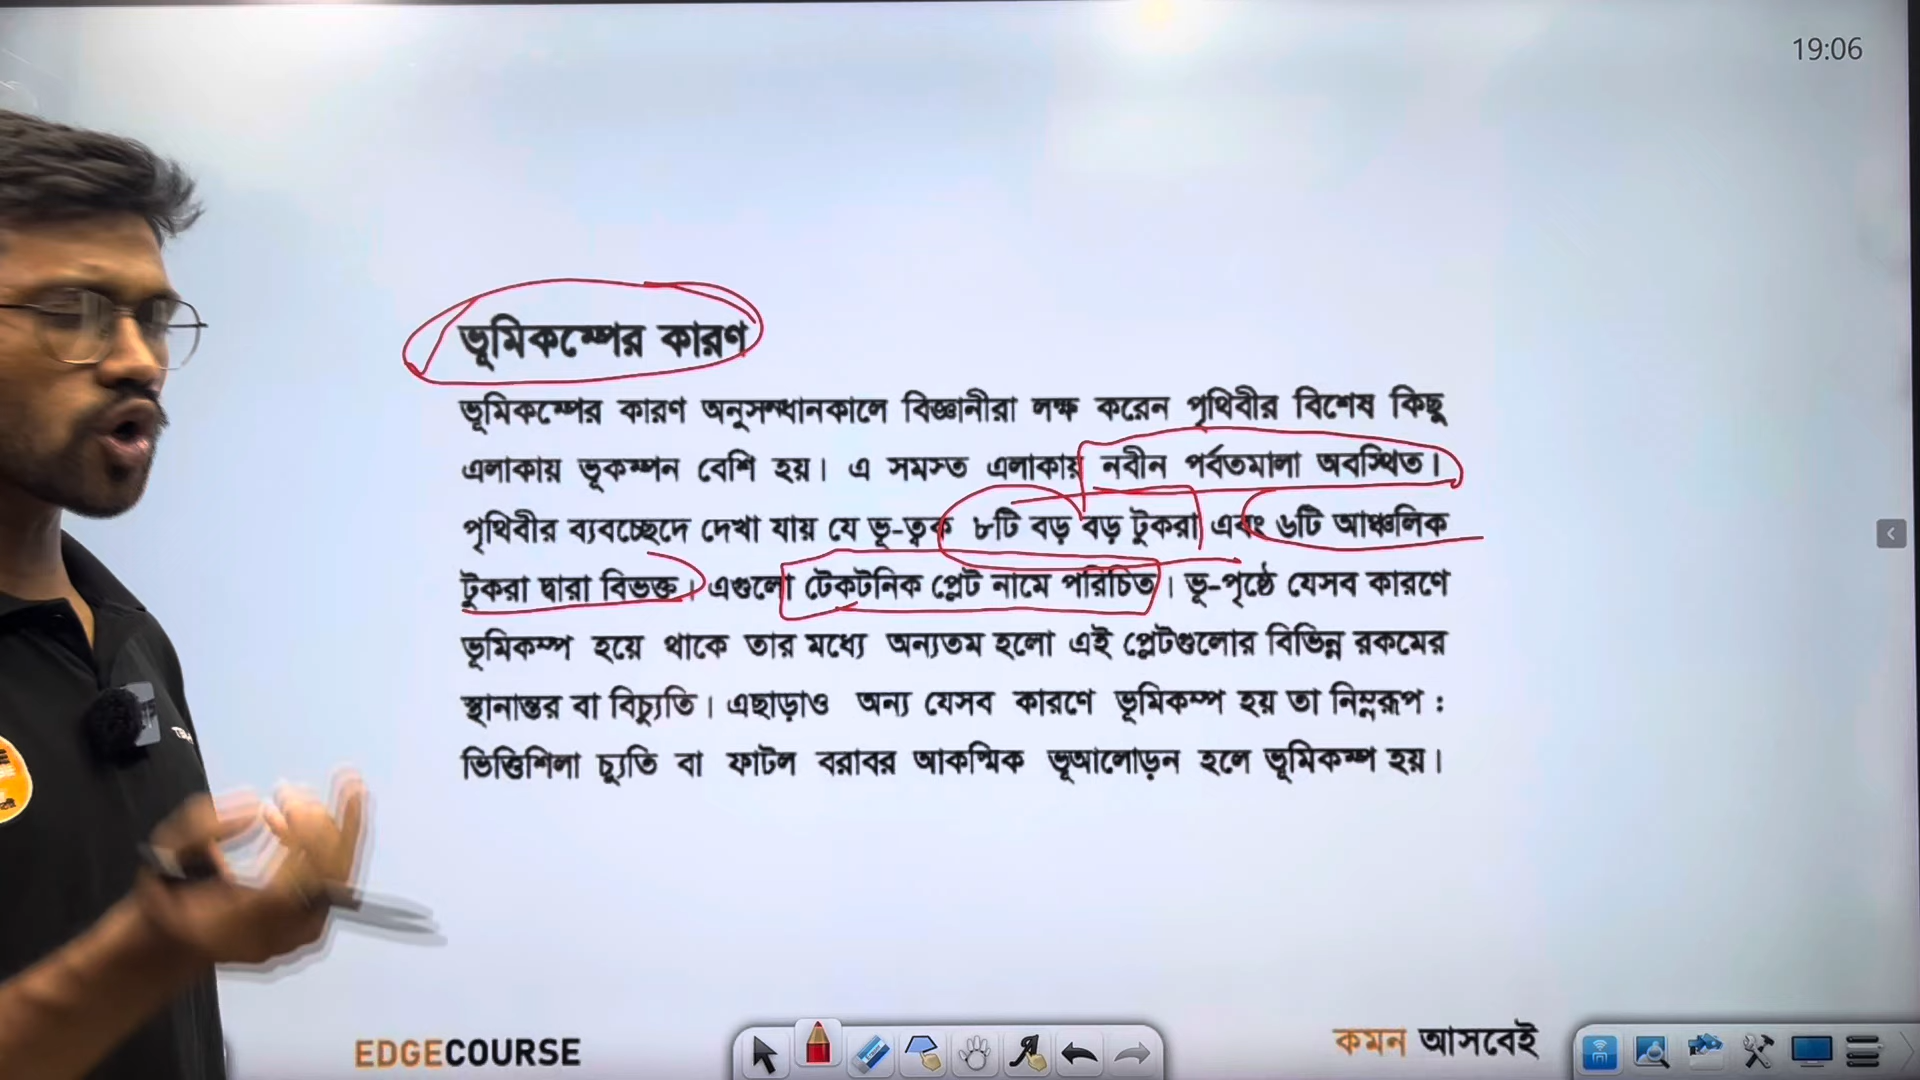 19:06
ভূমিকম্পের কারণ
ভূমিকম্পের কারণ অনুসন্ধানকালে বিজ্ঞানীরা লক্ষ করেন পৃথিবীর বিশেষ কিছু
এলাকায় ভূকম্পন বেশি হয়। এ সমস্ত এলাকায় নবীন পর্বতমালা অবস্থিত।
পৃথিবীর ব্যবচ্ছেদে দেখা যায় যে ভূ-ত্বক ৮টি বড় বড় টুকরা এবং ৬টি আঞ্চলিক
টুকরা দ্বারা বিভক্ত। এগুলো টেকটনিক প্লেট নামে পরিচিত। ভূ-পৃষ্ঠে যেসব কারণে
ভূমিকম্প হয়ে থাকে তার মধ্যে অন্যতম হলো এই প্লেটগুলোর বিভিন্ন রকমের
স্থানান্তর বা বিচ্যুতি। এছাড়াও অন্য যেসব কারণে ভূমিকম্প হয় তা নিম্নরূপ :
ভিত্তিশিলা চ্যুতি বা ফাটল বরাবর আকস্মিক ভূআলোড়ন হলে ভূমিকম্প হয়।
EDGECOURSE
কমন আসবেই